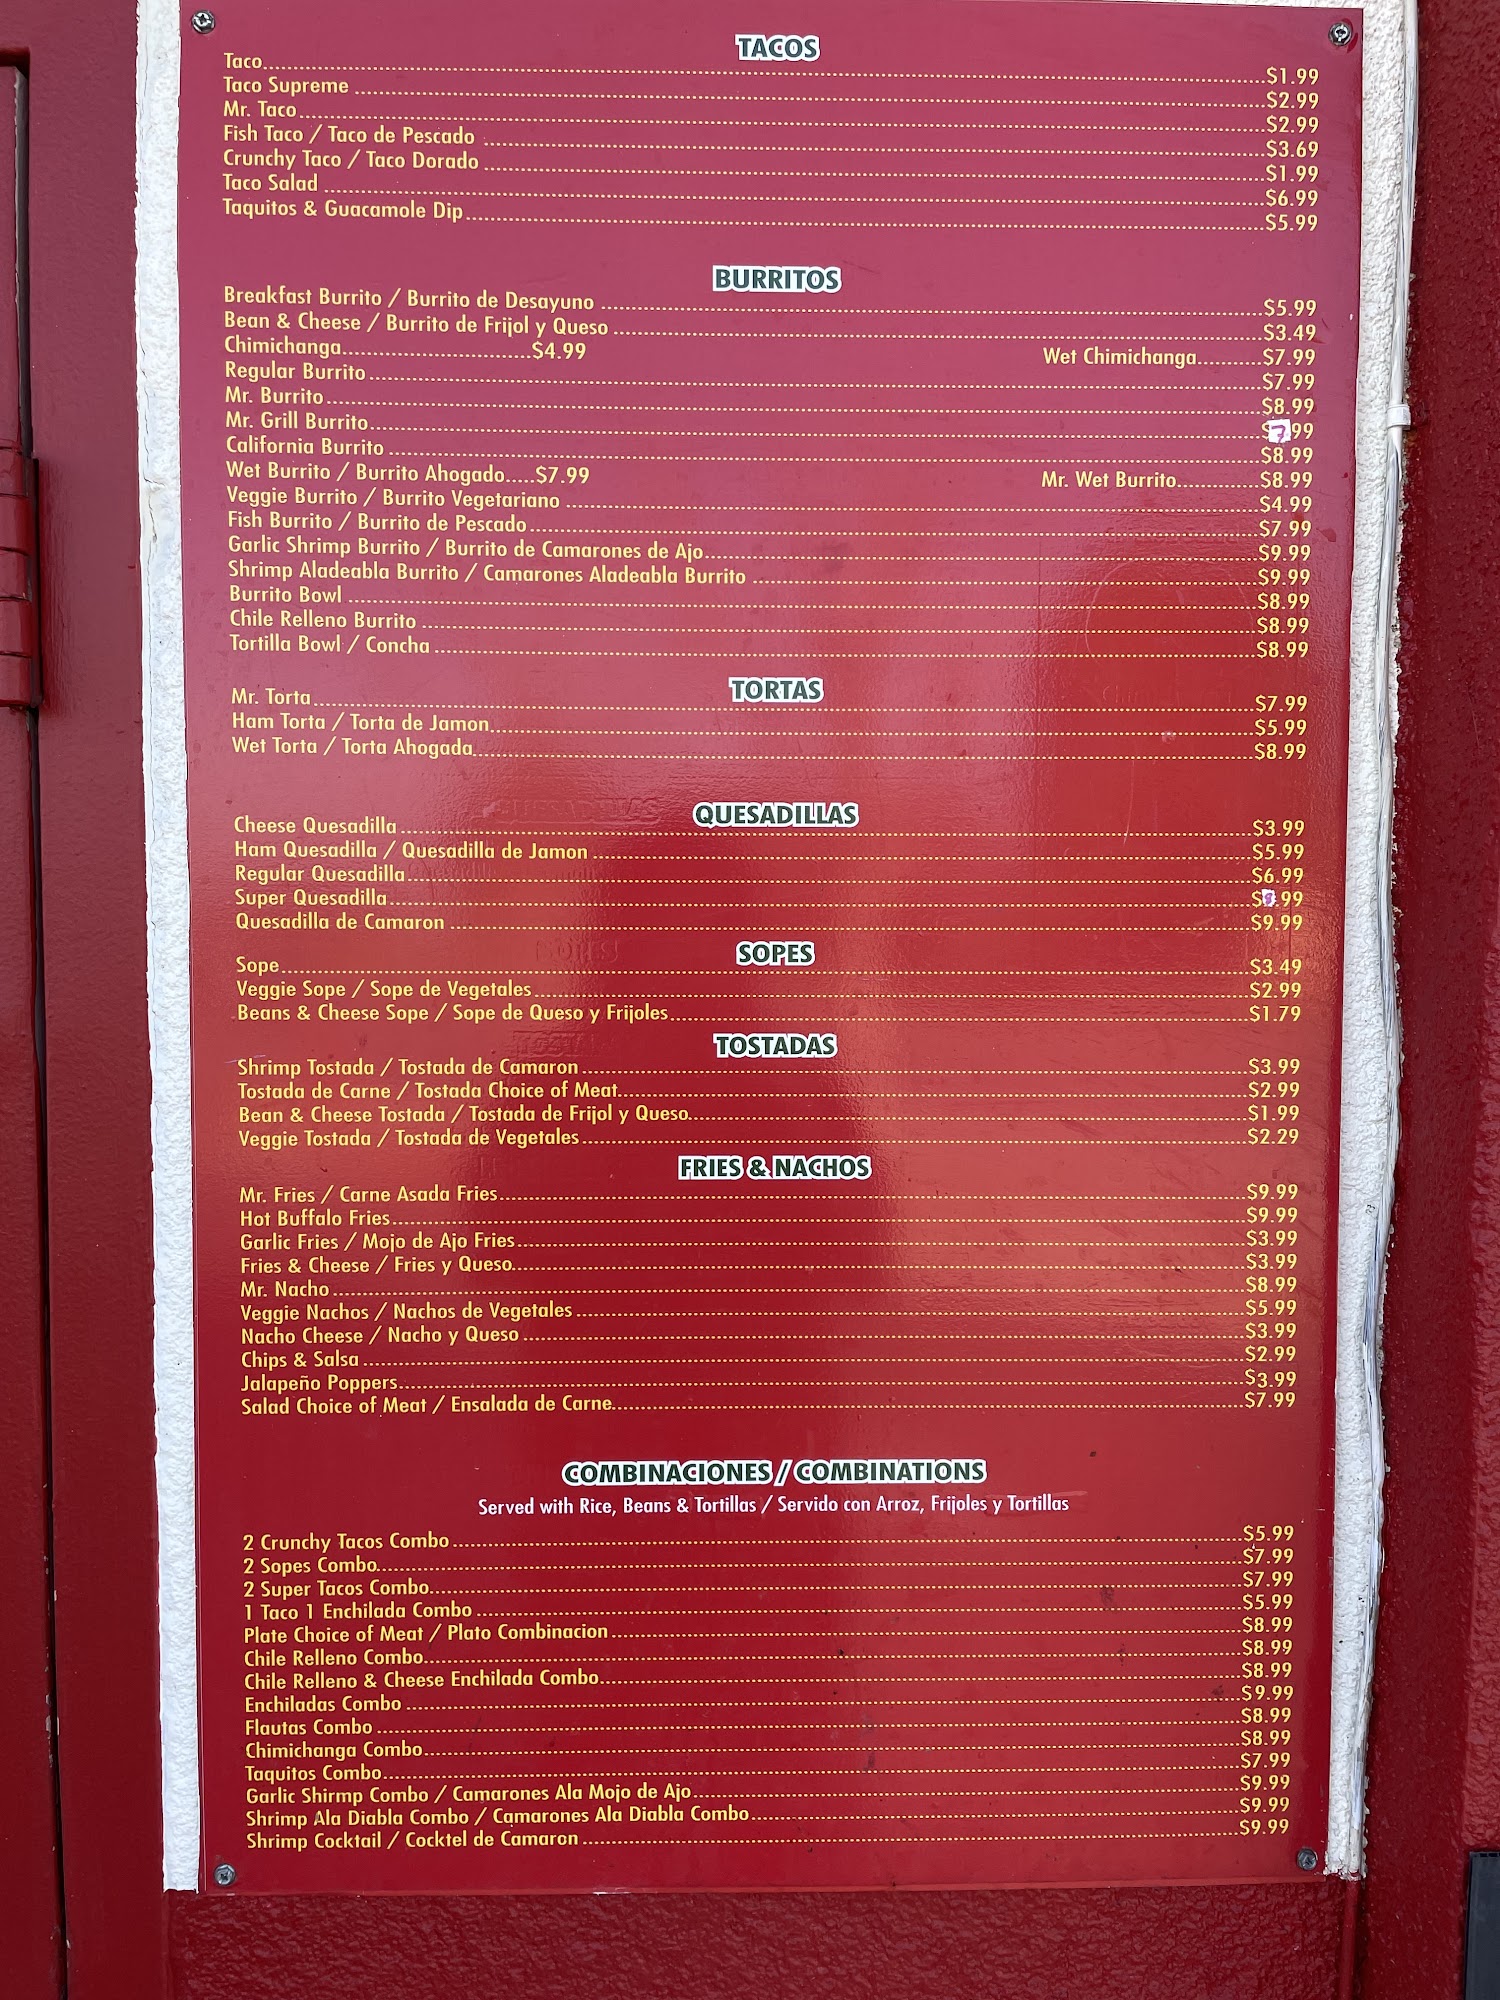 TACOS
Taco $1.99
Taco Supreme $2.99
Mr. Taco $2.99
Fish Taco / Taco de Pescado $3.69
Crunchy Taco / Taco Dorado $1.99
Taco Salad $6.99
Taquitos & Guacamole Dip $5.99
BURRITOS
Breakfast Burrito / Burrito de Desayuno $5.99
Bean & Cheese / Burrito de Frijol y Queso $3.49
Chimichanga $4.99 Wet Chimichanga $7.99
Regular Burrito $7.99
Mr. Burrito $8.99
Mr. Grill Burrito $7.99
California Burrito $8.99
Wet Burrito / Burrito Ahogado $7.99 Mr. Wet Burrito $8.99
Veggie Burrito / Burrito Vegetariano $4.99
Fish Burrito / Burrito de Pescado $7.99
Garlic Shrimp Burrito / Burrito de Camarones de Ajo $9.99
Shrimp Aladeabla Burrito / Camarones Aladeabla Burrito $9.99
Burrito Bowl $8.99
Chile Relleno Burrito $8.99
Tortilla Bowl / Concha $8.99
TORTAS
Mr. Torta $7.99
Ham Torta / Torta de Jamon $5.99
Wet Torta / Torta Ahogada $8.99
QUESADILLAS
Cheese Quesadilla $3.99
Ham Quesadilla / Quesadilla de Jamon $5.99
Regular Quesadilla $6.99
Super Quesadilla
Quesadilla de Camaron $9.99
SOPES
Sope $3.49
Veggie Sope / Sope de Vegetales $2.99
Beans & Cheese Sope / Sope de Queso y Frijoles $1.79
TOSTADAS
Shrimp Tostada / Tostada de Camaron $3.99
Tostada de Carne / Tostada Choice of Meat $2.99
Bean & Cheese Tostada / Tostada de Frijol y Queso $1.99
Veggie Tostada / Tostada de Vegetales $2.29
FRIES & NACHOS
Mr. Fries / Carne Asada Fries $9.99
Hot Buffalo Fries $9.99
Garlic Fries / Mojo de Ajo Fries $3.99
Fries & Cheese / Fries y Queso $3.99
Mr. Nacho $8.99
Veggie Nachos / Nachos de Vegetales $5.99
Nacho Cheese / Nacho y Queso $3.99
Chips & Salsa $2.99
Jalapeño Poppers $3.99
Salad Choice of Meat / Ensalada de Carne $7.99
COMBINACIONES / COMBINATIONS
Served with Rice, Beans & Tortillas / Servido con Arroz, Frijoles y Tortillas
2 Crunchy Tacos Combo $5.99
2 Sopes Combo $7.99
2 Super Tacos Combo $7.99
1 Taco 1 Enchilada Combo $5.99
Plate Choice of Meat / Plato Combinacion $8.99
Chile Relleno Combo $8.99
Chile Relleno & Cheese Enchilada Combo $8.99
Enchiladas Combo $9.99
Flautas Combo $8.99
Chimichanga Combo $8.99
Taquitos Combo $7.99
Garlic Shirmp Combo / Camarones Ala Mojo de Ajo $9.99
Shrimp Ala Diabla Combo / Camarones Ala Diabla Combo $9.99
Shrimp Cocktail / Cocktel de Camaron $9.99